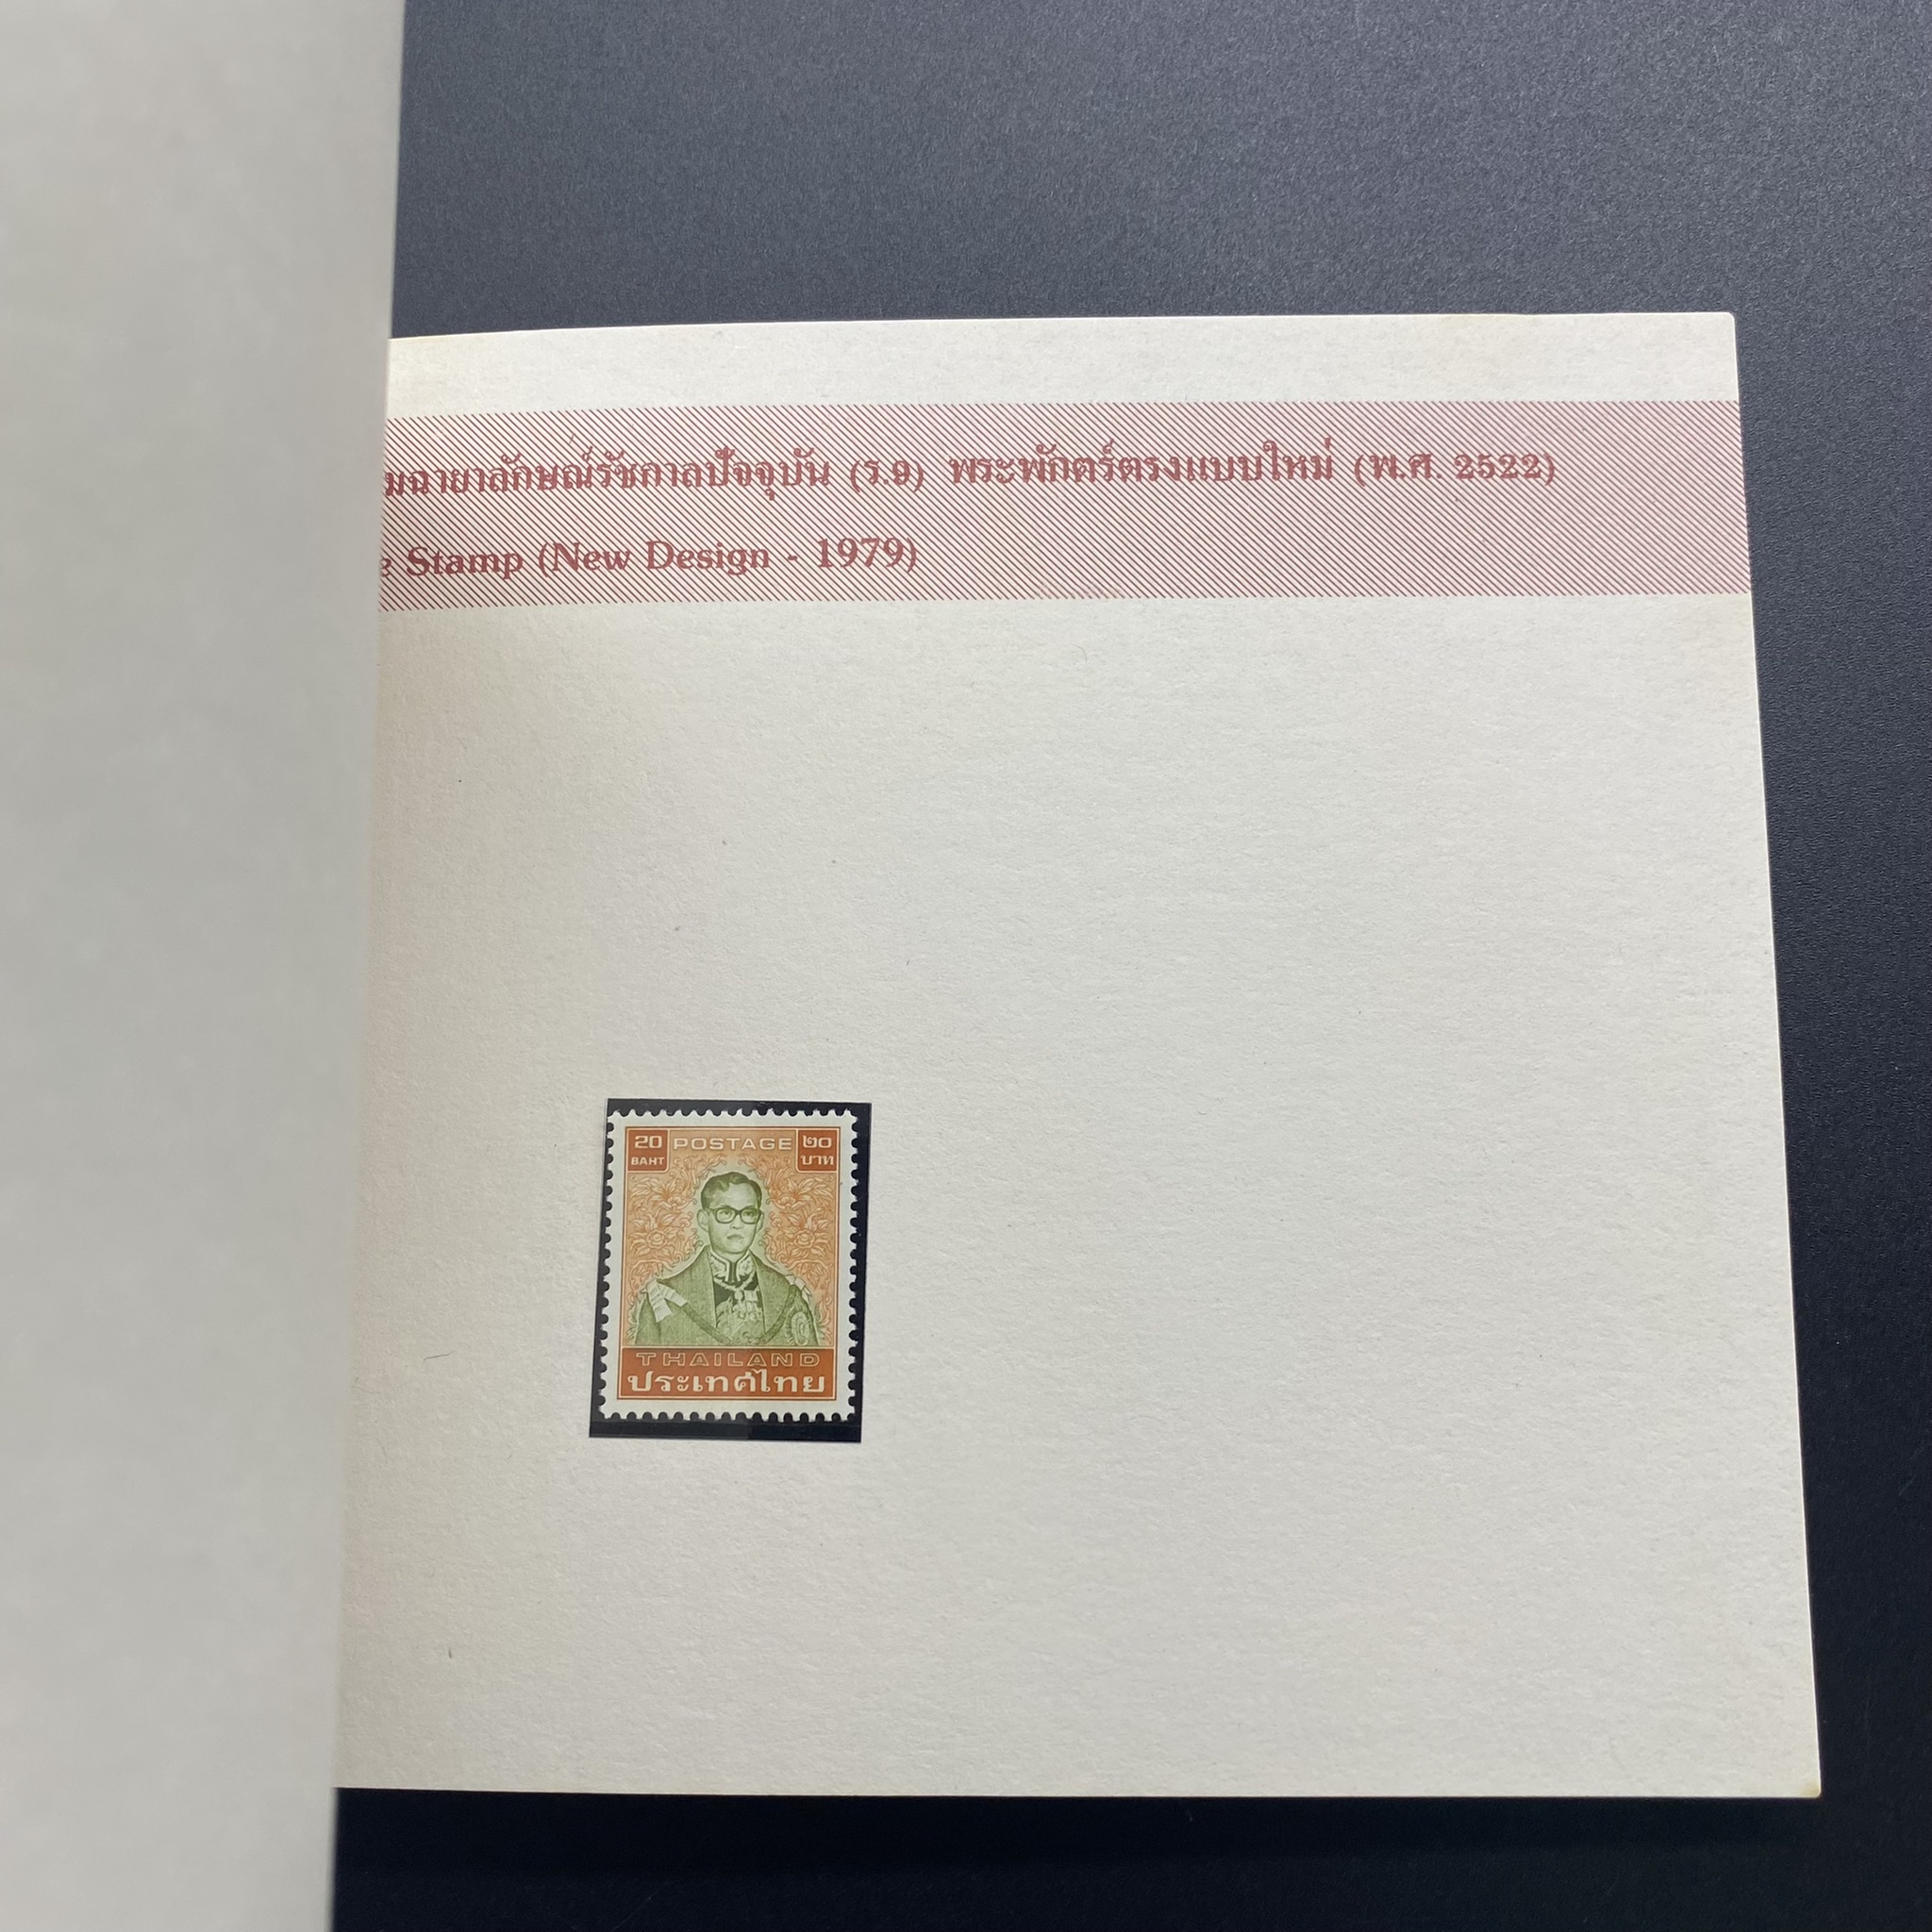 มฉายาลักษณ์รัชกาลปัจจุบัน (ร.9) พระพักตร์ตรงแบบใหม่ (พ.ศ. 2522)
Stamp (New Design - 1979)
20 POSTAGE ๒๐
BAHT บาท
THAILAND
ประเทศไทย